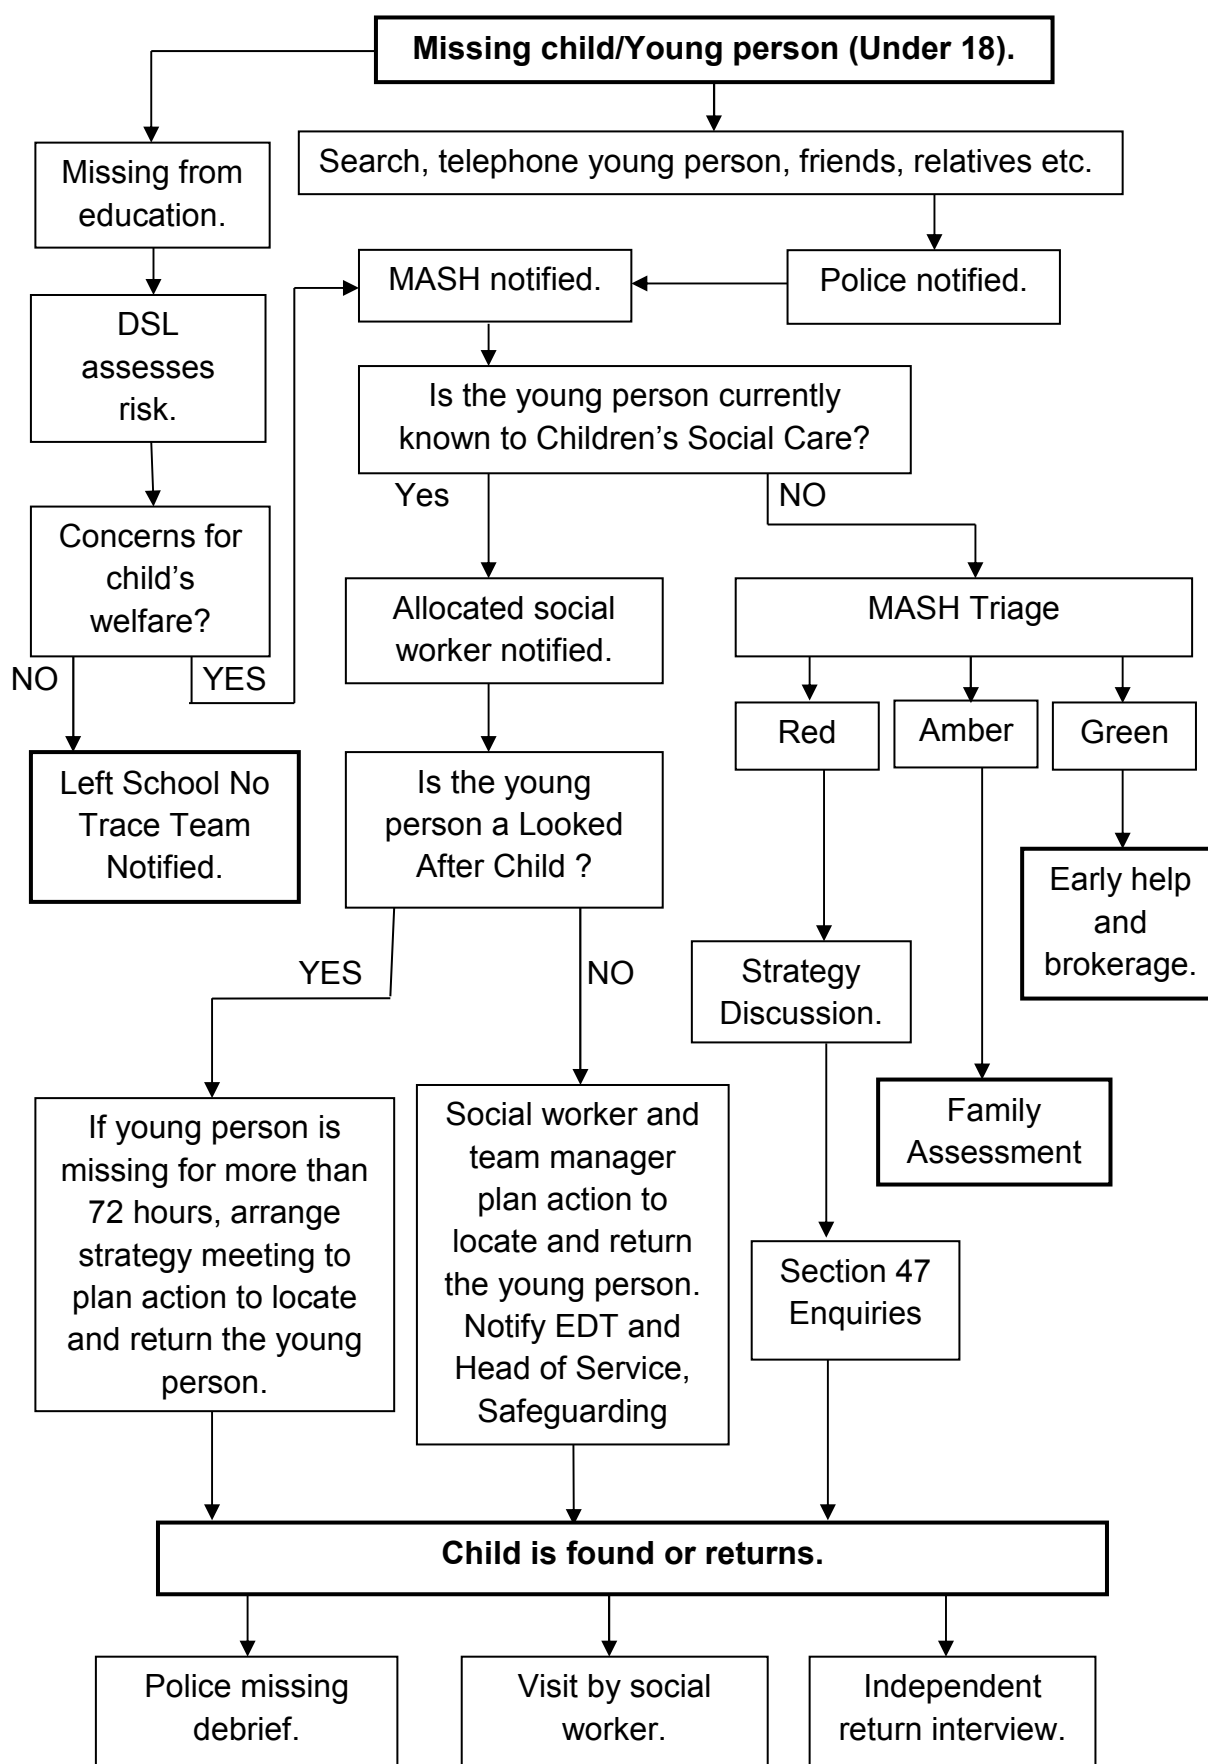 Missing child/Young person (Under 18).
Search, telephone young person, friends, relatives etc.
Missing from
education.
MASH notified.
Police notified.
DSL
assesses
risk.
Is the young person currently
known to Children’s Social Care?
Yes
NO
Concerns for
child’s
welfare?
NO
YES
Allocated social
worker notified.
MASH Triage
Red
Amber
Green
Left School No
Trace Team
Notified.
Is the young
person a Looked
After Child ?
YES
NO
Early help
and
brokerage.
Strategy
Discussion.
Family
Assessment
If young person is
missing for more than
72 hours, arrange
strategy meeting to
plan action to locate
and return the young
person.
Social worker and
team manager
plan action to
locate and return
the young person.
Notify EDT and
Head of Service,
Safeguarding
Section 47
Enquiries
Child is found or returns.
Police missing
debrief.
Visit by social
worker.
Independent
return interview.